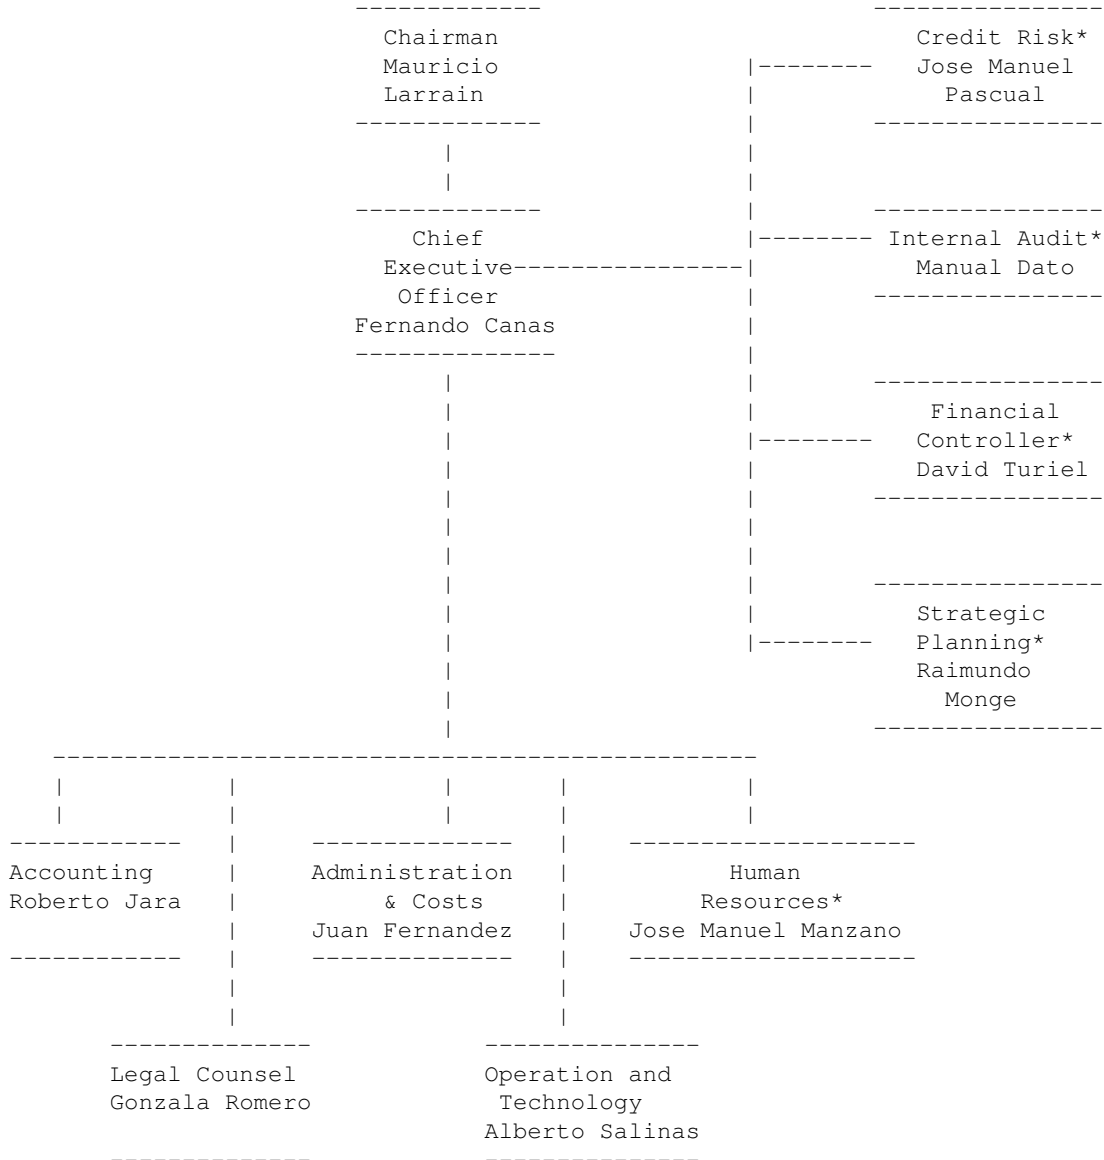 Chairman
Mauricio
Larrain
Credit Risk*
Jose Manuel
Pascual
Chief
Executive
Officer
Fernando Canas
Internal Audit*
Manual Dato
Financial
Controller*
David Turiel
Strategic
Planning*
Raimundo
Monge
Accounting
Roberto Jara
Administration
& Costs
Juan Fernandez
Human
Resources*
Jose Manuel Manzano
Legal Counsel
Gonzala Romero
Operation and
Technology
Alberto Salinas